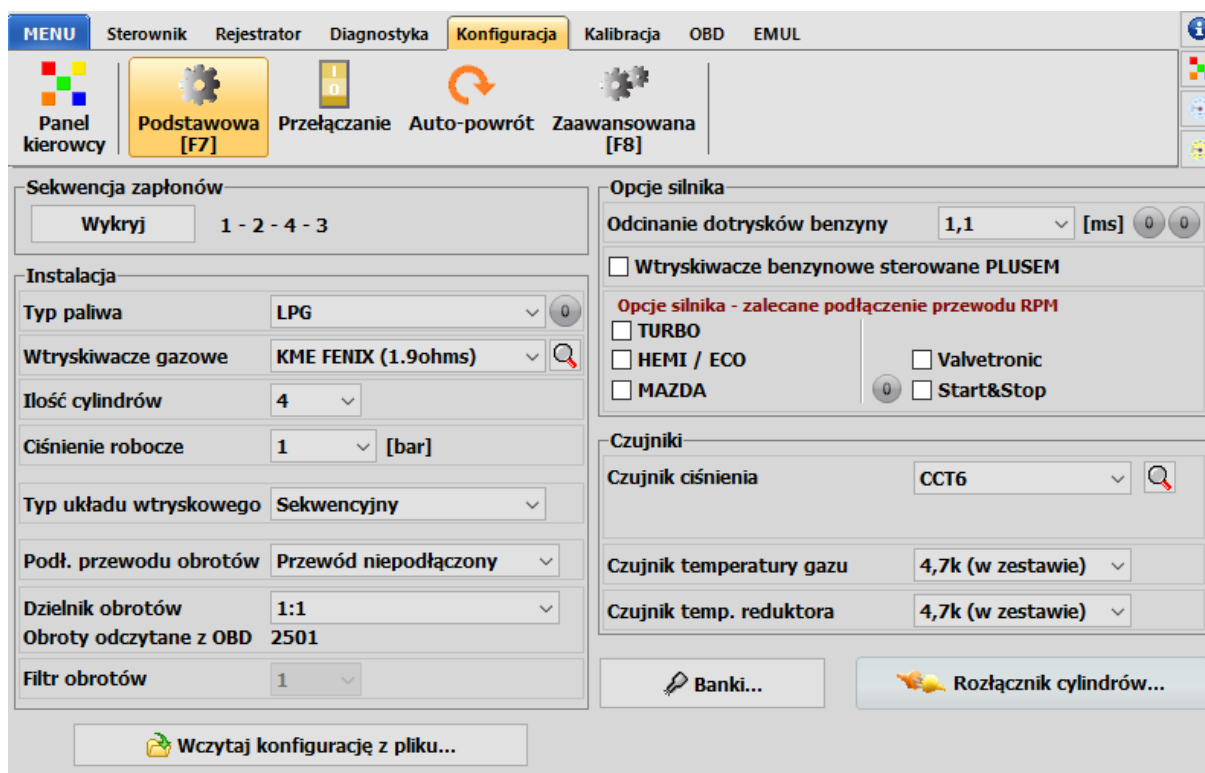 MENU Sterownik Rejestrator Diagnostyka Konfiguracja Kalibracja OBD EMUL
Panel kierowcy
Podstawowa [F7]
Przełączanie
Auto-powrót
Zaawansowana [F8]
Sekwencja zapłonów
Wykryj 1 - 2 - 4 - 3
Instalacja
Typ paliwa LPG 0
Wtryskiwacze gazowe KME FENIX (1.9ohms)
Ilość cylindrów 4
Ciśnienie robocze 1 [bar]
Typ układu wtryskowego Sekwencyjny
Podł. przewodu obrotów Przewód niepodłączony
Dzielnik obrotów 1:1
Obroty odczytane z OBD 2501
Filtr obrotów 1
Wczytaj konfigurację z pliku...
Opcje silnika
Odcinanie dotrysków benzyny 1,1 [ms] 0 0
Wtryskiwacze benzynowe sterowane PLUSEM
Opcje silnika - zalecane podłączenie przewodu RPM
TURBO
HEMI / ECO Valvetronic
MAZDA 0 Start&Stop
Czujniki
Czujnik ciśnienia CCT6
Czujnik temperatury gazu 4,7k (w zestawie)
Czujnik temp. reduktora 4,7k (w zestawie)
Banki... Rozłącznik cylindrów...